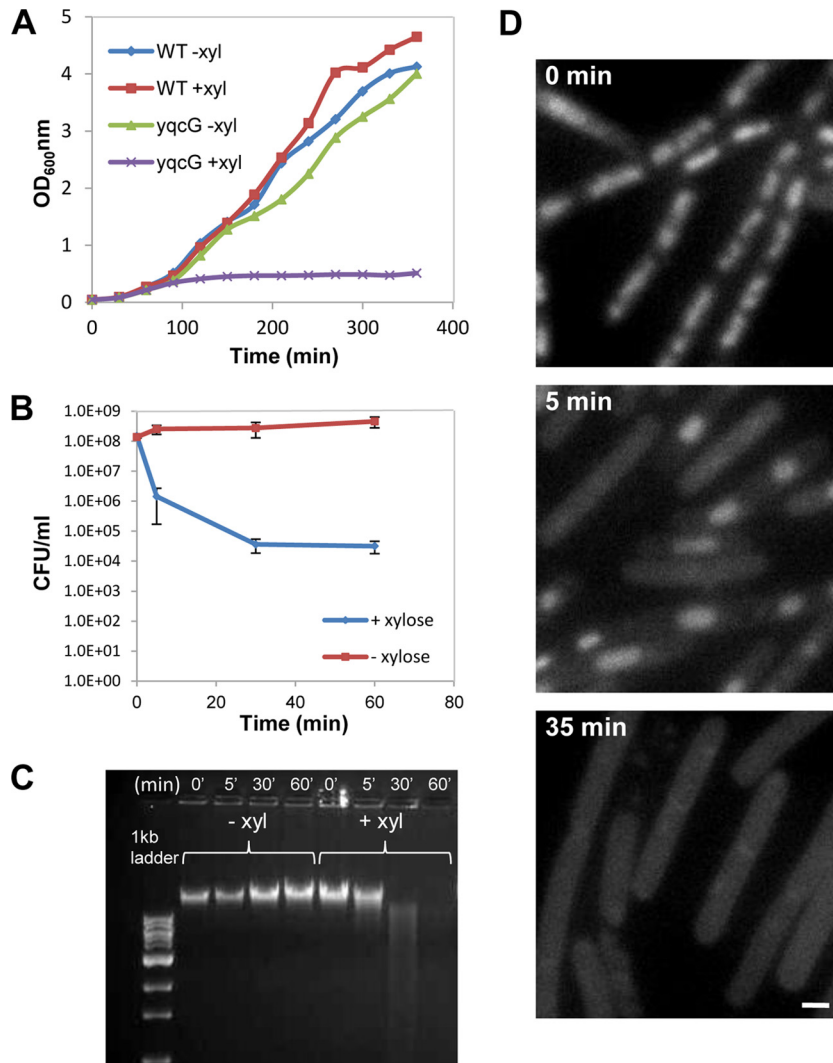 A
OD600nm
5
4
3
2
1
0
WT -xyl
WT +xyl
yqcG -xyl
yqcG +xyl
0 100 200 300 400
Time (min)
B
CFU/ml
1.0E+09
1.0E+08
1.0E+07
1.0E+06
1.0E+05
1.0E+04
1.0E+03
1.0E+02
1.0E+01
1.0E+00
+ xylose
- xylose
0 20 40 60 80
Time (min)
C
(min) 0' 5' 30' 60' 0' 5' 30' 60'
- xyl + xyl
1kb
ladder
D
0 min
5 min
35 min